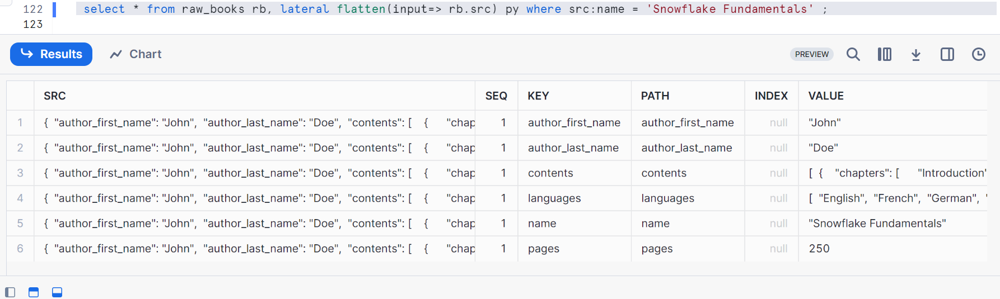 122 select * from raw_books rb, lateral flatten(input=> rb.src) py where src:name = 'Snowflake Fundamentals' ;
123
Results Chart PREVIEW
SRC SEQ KEY PATH INDEX VALUE
1 { "author_first_name": "John", "author_last_name": "Doe", "contents": [ { "chap 1 author_first_name author_first_name null "John"
2 { "author_first_name": "John", "author_last_name": "Doe", "contents": [ { "chap 1 author_last_name author_last_name null "Doe"
3 { "author_first_name": "John", "author_last_name": "Doe", "contents": [ { "chap 1 contents contents null [ { "chapters": [ "Introduction"
4 { "author_first_name": "John", "author_last_name": "Doe", "contents": [ { "chap 1 languages languages null [ "English", "French", "German", "
5 { "author_first_name": "John", "author_last_name": "Doe", "contents": [ { "chap 1 name name null "Snowflake Fundamentals"
6 { "author_first_name": "John", "author_last_name": "Doe", "contents": [ { "chap 1 pages pages null 250